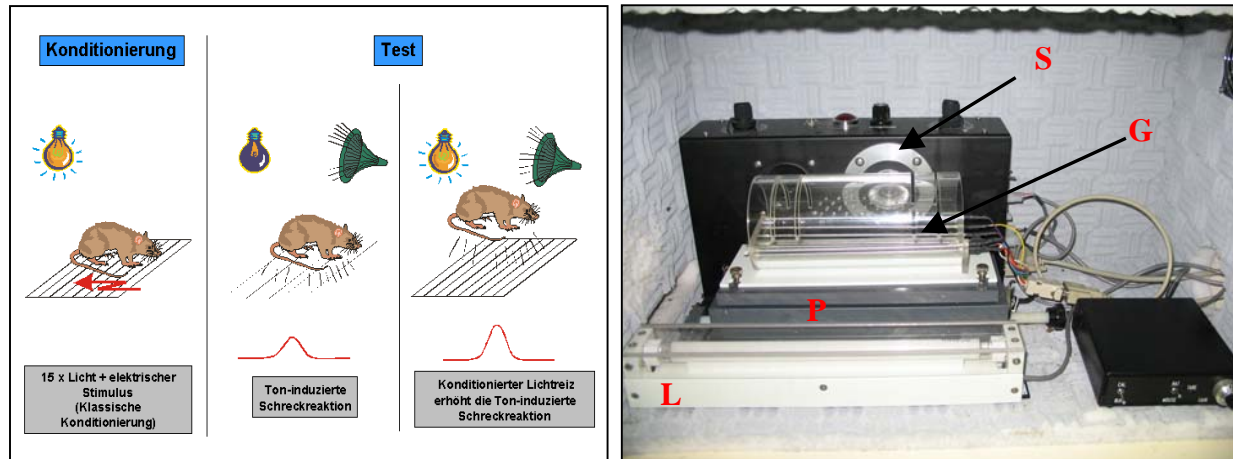 Konditionierung
Test
15 x Licht + elektrischer
Stimulus
(Klassische
Konditionierung)
Ton-induzierte
Schreckreaktion
Konditionierter Lichtreiz
erhöht die Ton-induzierte
Schreckreaktion
S
G
P
L